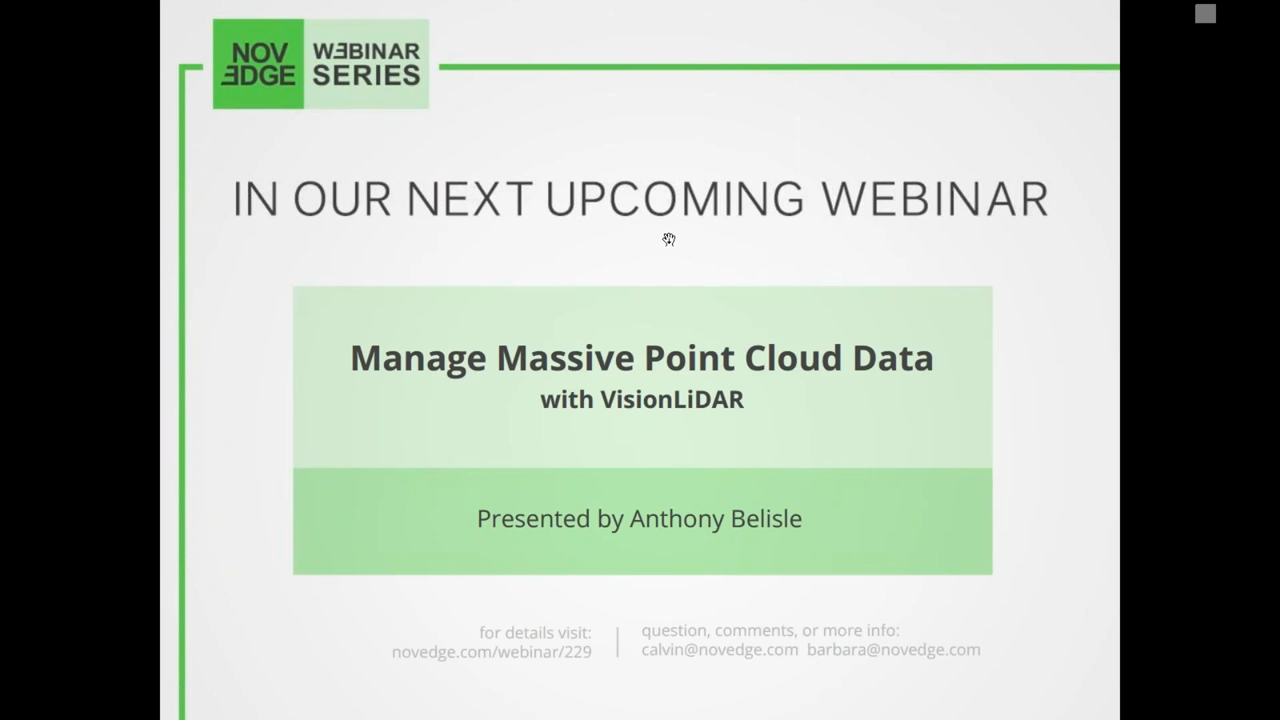 NOV
EDGE
WEBINAR
SERIES
IN OUR NEXT UPCOMING WEBINAR
Manage Massive Point Cloud Data
with VisionLiDAR
Presented by Anthony Belisle
for details visit:
novedge.com/webinar/229
question, comments, or more info:
calvin@novedge.com barbara@novedge.com